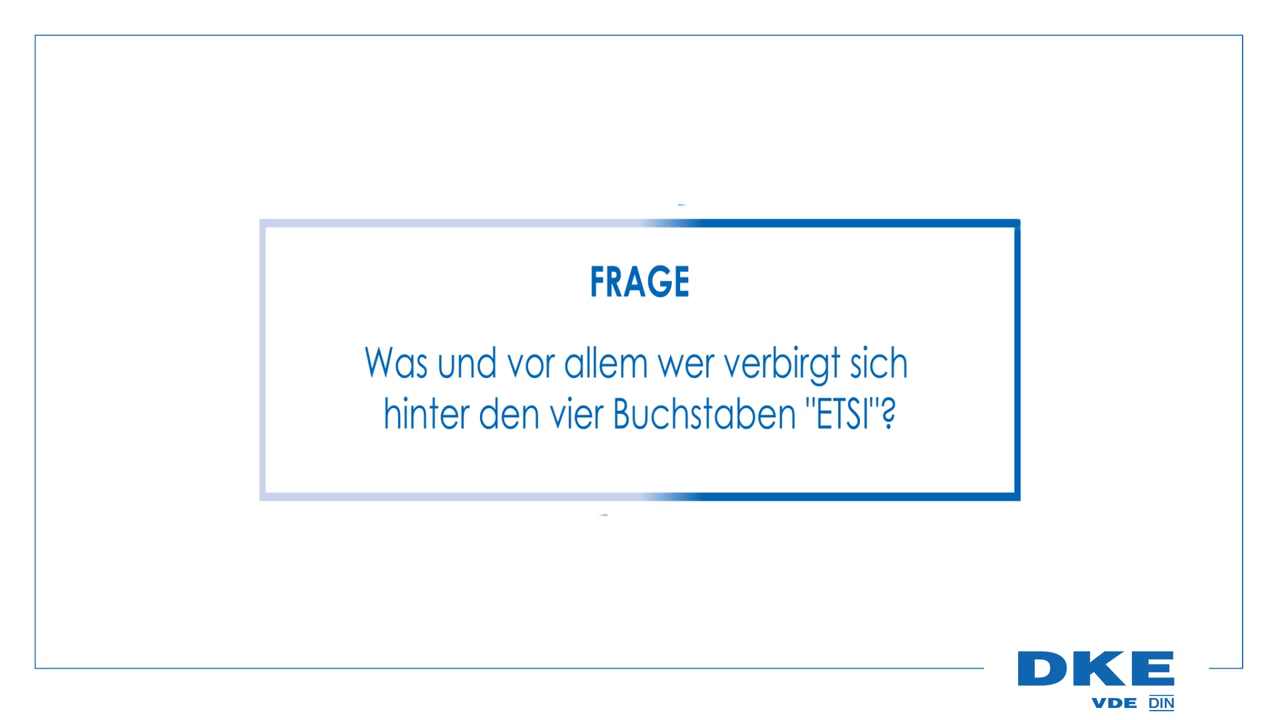 FRAGE
Was und vor allem wer verbirgt sich
hinter den vier Buchstaben "ETSI"?
DKE
VDE DIN